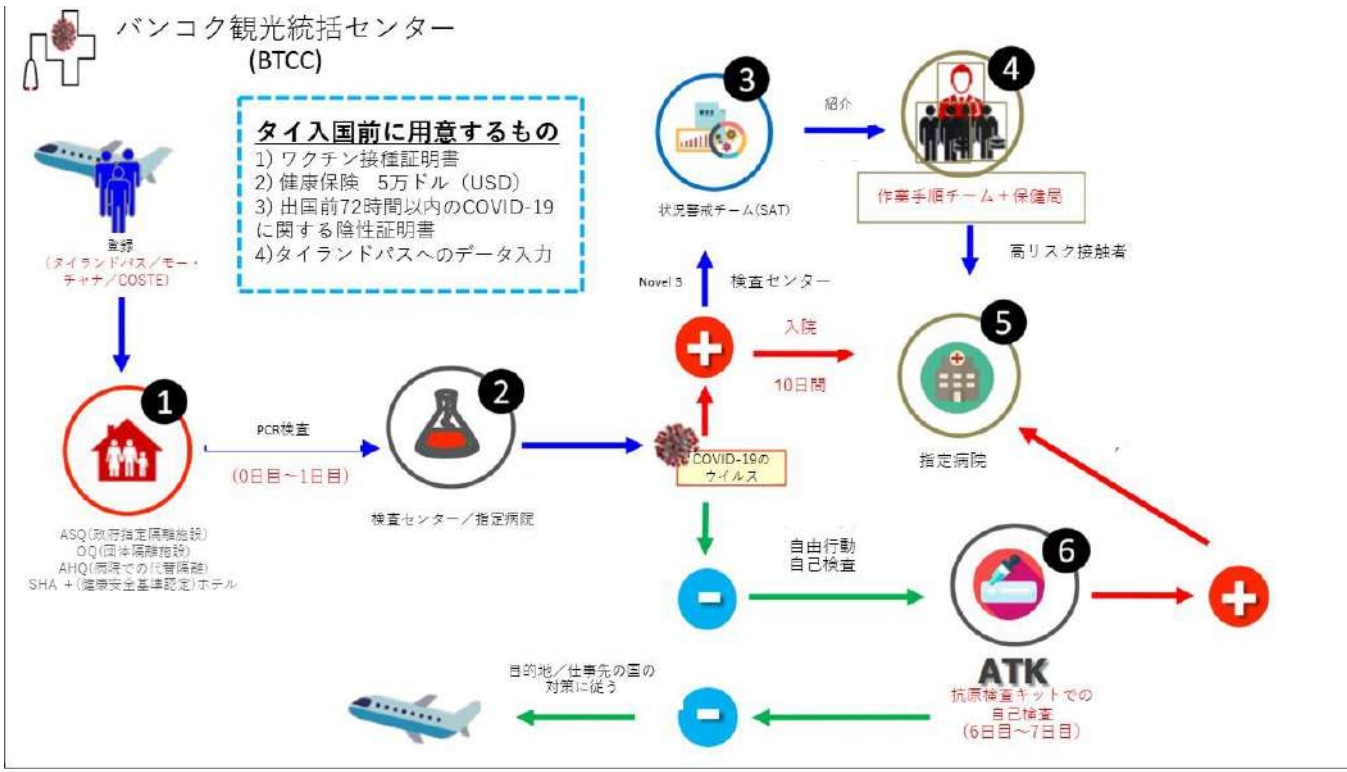 バンコク観光統括センター
(BTCC)
タイ入国前に用意するもの
1) ワクチン接種証明書
2) 健康保険　5万ドル（USD）
3) 出国前72時間以内のCOVID-19
に関する陰性証明書
4)タイランドパスへのデータ入力
登録
（タイランドパス／モー・
チャナ／COSTE）
1
ASQ(政府指定隔離施設)
OQ(団体隔離施設)
AHQ(病院での代替隔離)
SHA +(健康安全基準認定)ホテル
PCR検査
(0日目～1日目)
2
検査センター／指定病院
COVID-19の
ウイルス
+
Novel 3
検査センター
3
状況警戒チーム(SAT)
紹介
4
作業手順チーム＋保健局
高リスク接触者
入院
10日間
5
指定病院
-
自由行動
自己検査
6
ATK
抗原検査キットでの
自己検査
(6日目～7日目)
+
-
目的地／仕事先の国の
対策に従う